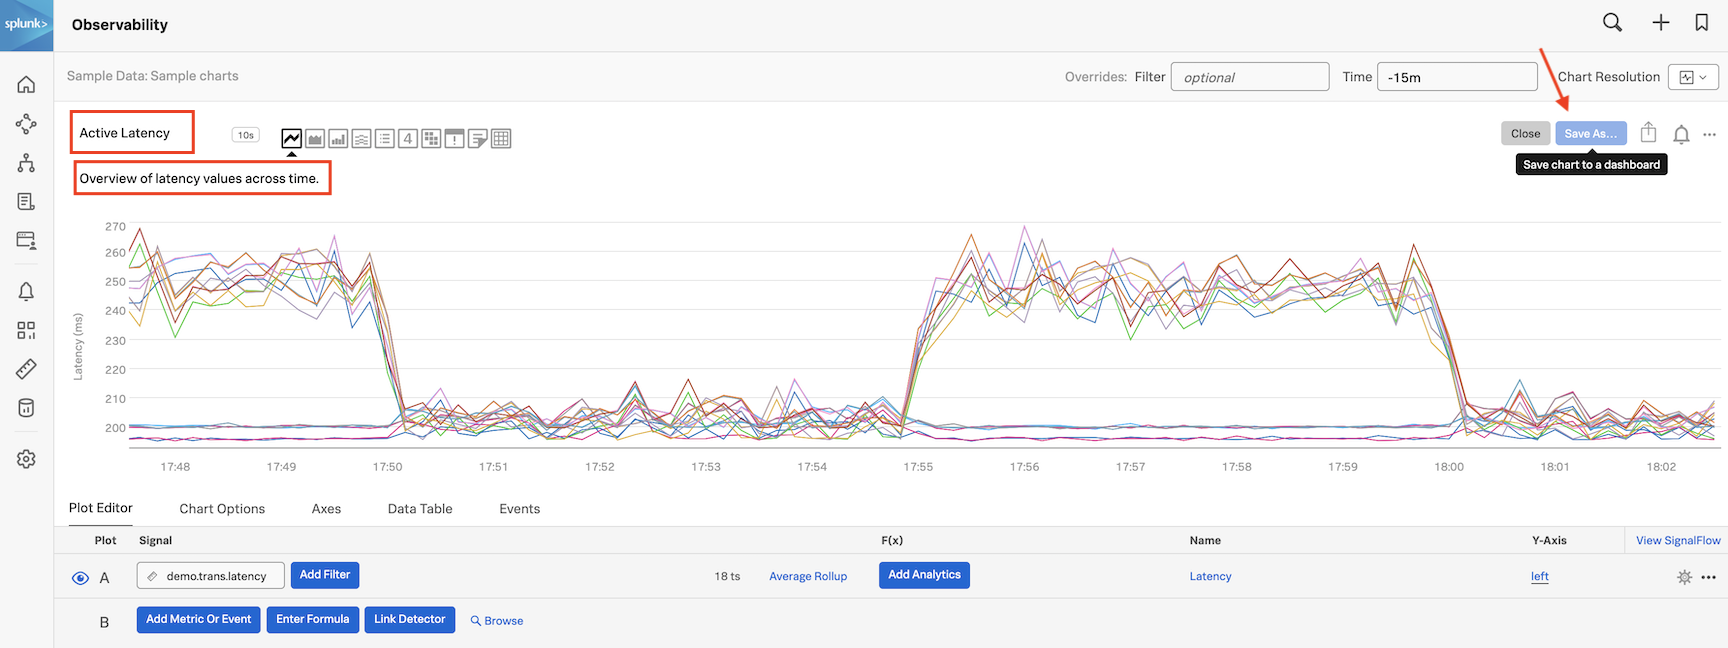 splunk>
Observability
Sample Data: Sample charts
Overrides: Filter optional Time -15m Chart Resolution
Active Latency 10s 4 Close Save As...
Save chart to a dashboard
Overview of latency values across time.
270
260
250
240
230
220
210
200
Latency (ms)
17:48 17:49 17:50 17:51 17:52 17:53 17:54 17:55 17:56 17:57 17:58 17:59 18:00 18:01 18:02
Plot Editor Chart Options Axes Data Table Events
Plot Signal F(x) Name Y-Axis View SignalFlow
A demo.trans.latency Add Filter 18 ts Average Rollup Add Analytics Latency left
B Add Metric Or Event Enter Formula Link Detector Browse